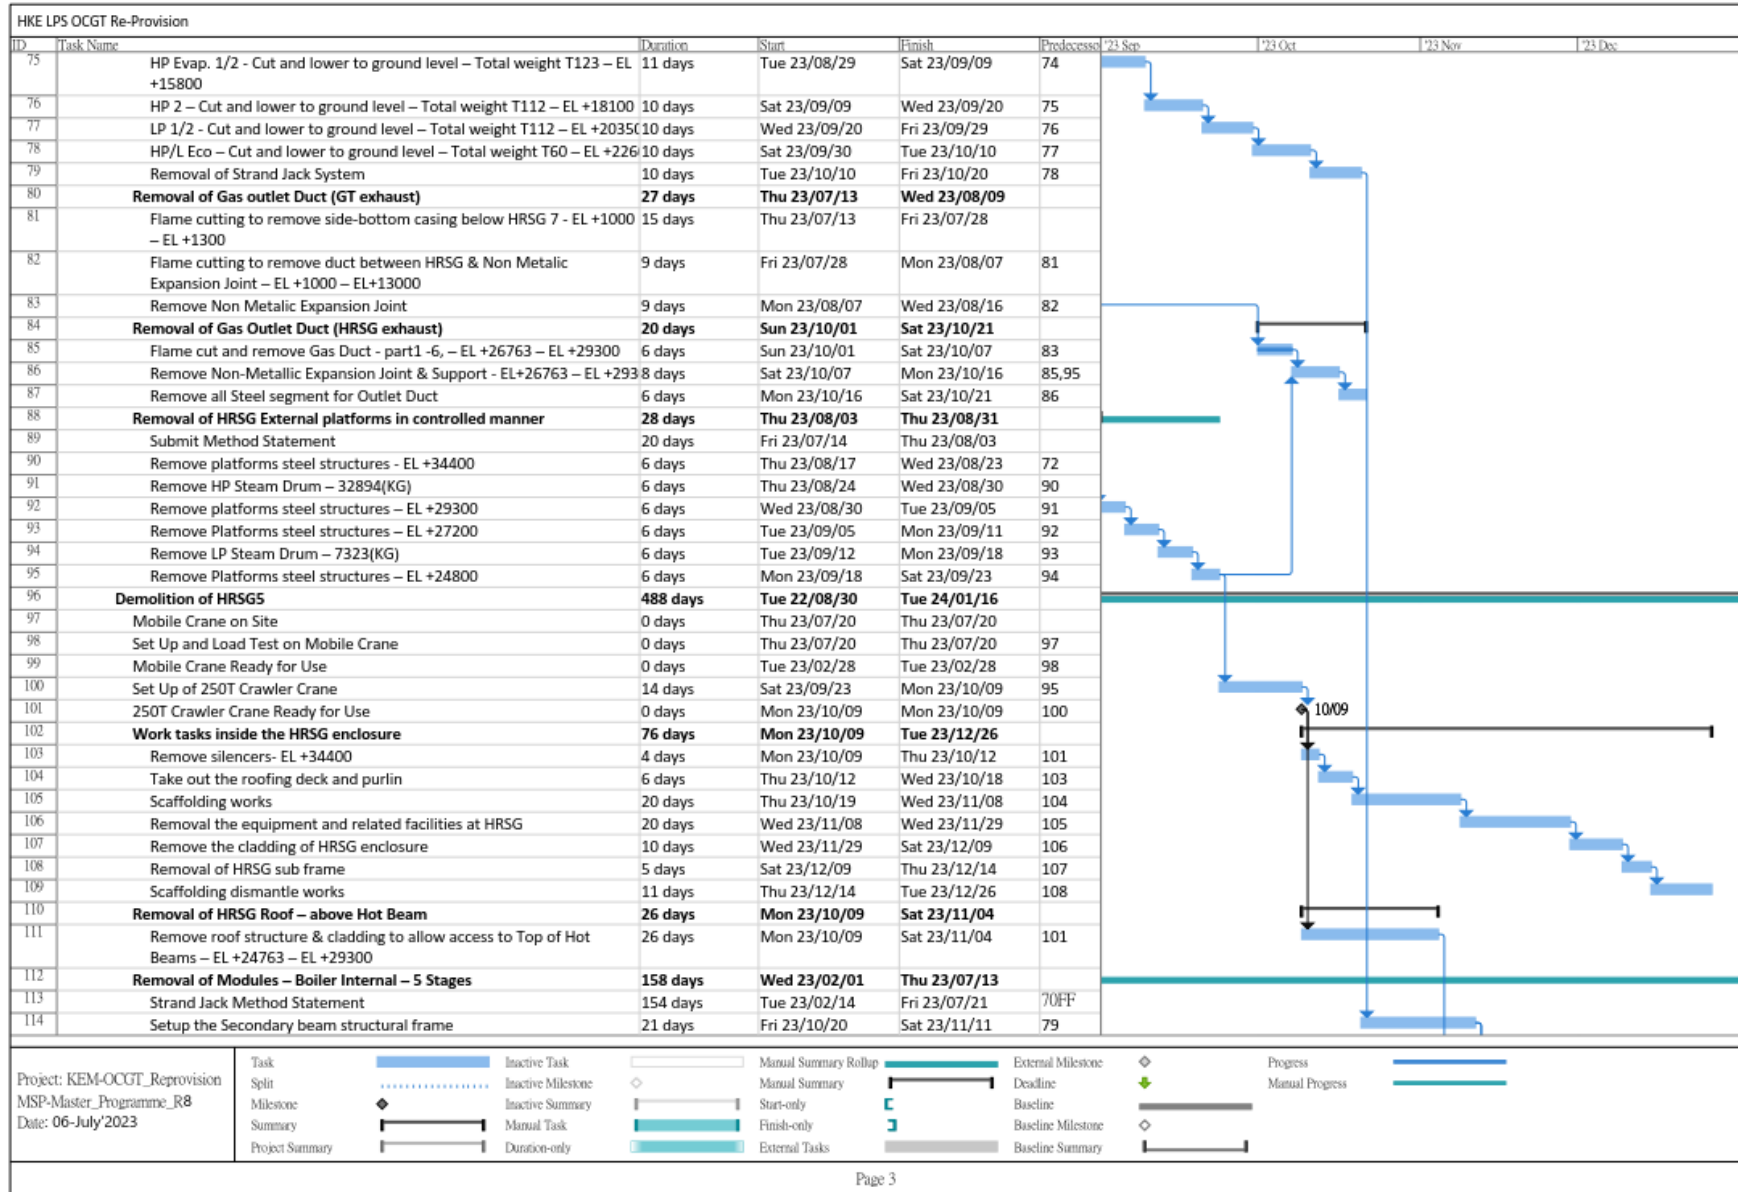 HKE LPS OCGT Re-Provision
ID Task Name Duration Start Finish Predecesso '23 Sep '23 Oct '23 Nov '23 Dec
75 HP Evap. 1/2 - Cut and lower to ground level – Total weight T123 – EL 11 days Tue 23/08/29 Sat 23/09/09 74
+15800
76 HP 2 – Cut and lower to ground level – Total weight T112 – EL +18100 10 days Sat 23/09/09 Wed 23/09/20 75
77 LP 1/2 - Cut and lower to ground level – Total weight T112 – EL +2035 10 days Wed 23/09/20 Fri 23/09/29 76
78 HP/L Eco – Cut and lower to ground level – Total weight T60 – EL +226 10 days Sat 23/09/30 Tue 23/10/10 77
79 Removal of Strand Jack System 10 days Tue 23/10/10 Fri 23/10/20 78
80 Removal of Gas outlet Duct (GT exhaust) 27 days Thu 23/07/13 Wed 23/08/09
81 Flame cutting to remove side-bottom casing below HRSG 7 - EL +1000 15 days Thu 23/07/13 Fri 23/07/28
– EL +1300
82 Flame cutting to remove duct between HRSG & Non Metalic 9 days Fri 23/07/28 Mon 23/08/07 81
Expansion Joint – EL +1000 – EL+13000
83 Remove Non Metalic Expansion Joint 9 days Mon 23/08/07 Wed 23/08/16 82
84 Removal of Gas Outlet Duct (HRSG exhaust) 20 days Sun 23/10/01 Sat 23/10/21
85 Flame cut and remove Gas Duct - part1 -6, – EL +26763 – EL +29300 6 days Sun 23/10/01 Sat 23/10/07 83
86 Remove Non-Metallic Expansion Joint & Support - EL+26763 – EL +293 8 days Sat 23/10/07 Mon 23/10/16 85,95
87 Remove all Steel segment for Outlet Duct 6 days Mon 23/10/16 Sat 23/10/21 86
88 Removal of HRSG External platforms in controlled manner 28 days Thu 23/08/03 Thu 23/08/31
89 Submit Method Statement 20 days Fri 23/07/14 Thu 23/08/03
90 Remove platforms steel structures - EL +34400 6 days Thu 23/08/17 Wed 23/08/23 72
91 Remove HP Steam Drum – 32894(KG) 6 days Thu 23/08/24 Wed 23/08/30 90
92 Remove platforms steel structures – EL +29300 6 days Wed 23/08/30 Tue 23/09/05 91
93 Remove Platforms steel structures – EL +27200 6 days Tue 23/09/05 Mon 23/09/11 92
94 Remove LP Steam Drum – 7323(KG) 6 days Tue 23/09/12 Mon 23/09/18 93
95 Remove Platforms steel structures – EL +24800 6 days Mon 23/09/18 Sat 23/09/23 94
96 Demolition of HRSG5 488 days Tue 22/08/30 Tue 24/01/16
97 Mobile Crane on Site 0 days Thu 23/07/20 Thu 23/07/20
98 Set Up and Load Test on Mobile Crane 0 days Thu 23/07/20 Thu 23/07/20 97
99 Mobile Crane Ready for Use 0 days Tue 23/02/28 Tue 23/02/28 98
100 Set Up of 250T Crawler Crane 14 days Sat 23/09/23 Mon 23/10/09 95
101 250T Crawler Crane Ready for Use 0 days Mon 23/10/09 Mon 23/10/09 100 10/09
102 Work tasks inside the HRSG enclosure 76 days Mon 23/10/09 Tue 23/12/26
103 Remove silencers- EL +34400 4 days Mon 23/10/09 Thu 23/10/12 101
104 Take out the roofing deck and purlin 6 days Thu 23/10/12 Wed 23/10/18 103
105 Scaffolding works 20 days Thu 23/10/19 Wed 23/11/08 104
106 Removal the equipment and related facilities at HRSG 20 days Wed 23/11/08 Wed 23/11/29 105
107 Remove the cladding of HRSG enclosure 10 days Wed 23/11/29 Sat 23/12/09 106
108 Removal of HRSG sub frame 5 days Sat 23/12/09 Thu 23/12/14 107
109 Scaffolding dismantle works 11 days Thu 23/12/14 Tue 23/12/26 108
110 Removal of HRSG Roof – above Hot Beam 26 days Mon 23/10/09 Sat 23/11/04
111 Remove roof structure & cladding to allow access to Top of Hot 26 days Mon 23/10/09 Sat 23/11/04 101
Beams – EL +24763 – EL +29300
112 Removal of Modules – Boiler Internal – 5 Stages 158 days Wed 23/02/01 Thu 23/07/13
113 Strand Jack Method Statement 154 days Tue 23/02/14 Fri 23/07/21 70FF
114 Setup the Secondary beam structural frame 21 days Fri 23/10/20 Sat 23/11/11 79
Project: KEM-OCGT_Reprovision
MSP-Master_Programme_R8
Date: 06-July'2023
Task Inactive Task Manual Summary Rollup External Milestone Progress
Split Inactive Milestone Manual Summary Deadline Manual Progress
Milestone Inactive Summary Start-only Baseline
Summary Manual Task Finish-only Baseline Milestone
Project Summary Duration-only External Tasks Baseline Summary
Page 3